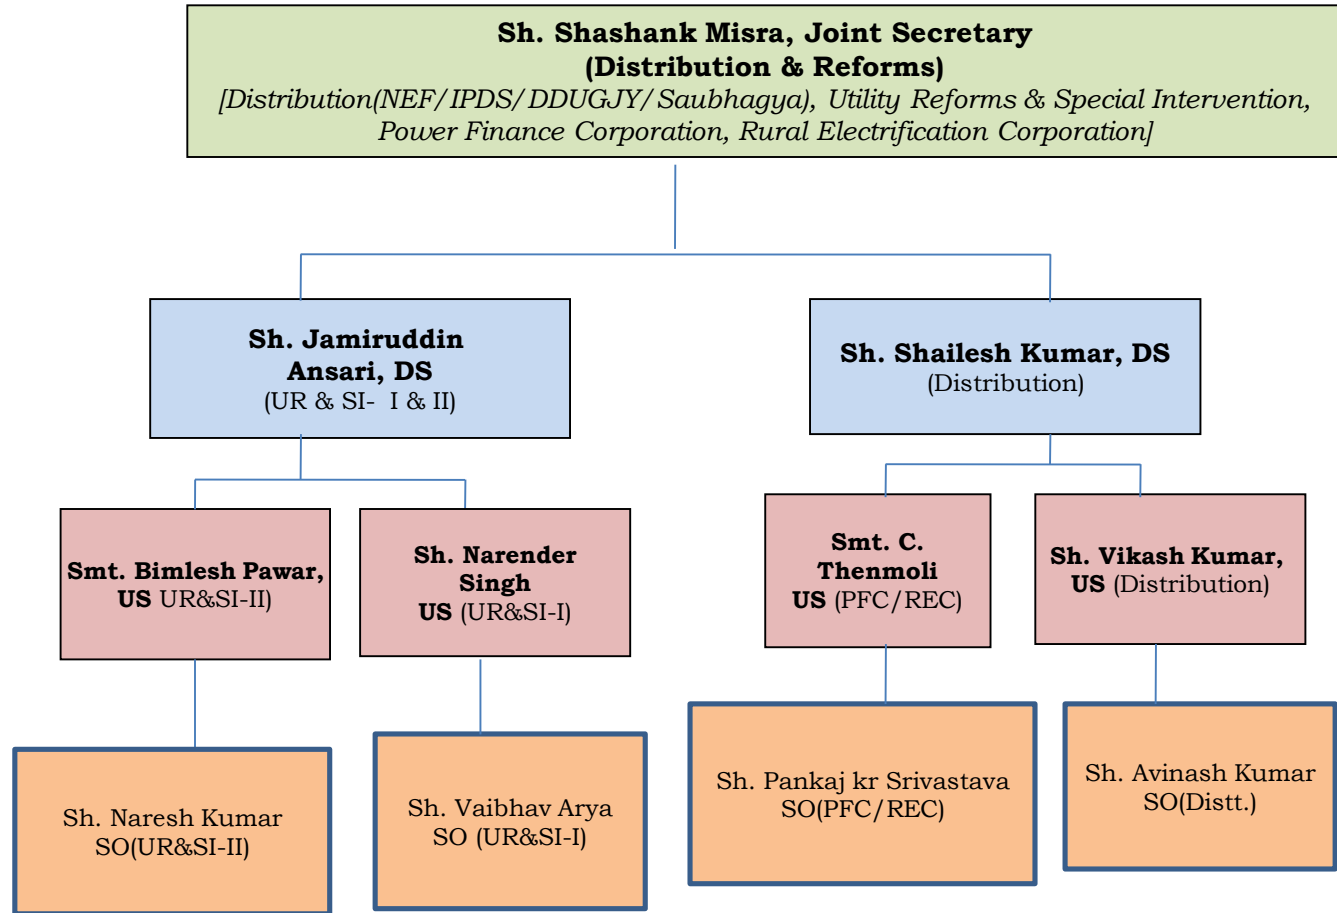 Sh. Shashank Misra, Joint Secretary
(Distribution & Reforms)
[Distribution(NEF/IPDS/DDUGJY/Saubhagya), Utility Reforms & Special Intervention,
Power Finance Corporation, Rural Electrification Corporation]
Sh. Jamiruddin
Ansari, DS
(UR & SI- I & II)
Sh. Shailesh Kumar, DS
(Distribution)
Smt. Bimlesh Pawar,
US UR&SI-II)
Sh. Narender
Singh
US (UR&SI-I)
Smt. C.
Thenmoli
US (PFC/REC)
Sh. Vikash Kumar,
US (Distribution)
Sh. Naresh Kumar
SO(UR&SI-II)
Sh. Vaibhav Arya
SO (UR&SI-I)
Sh. Pankaj kr Srivastava
SO(PFC/REC)
Sh. Avinash Kumar
SO(Distt.)